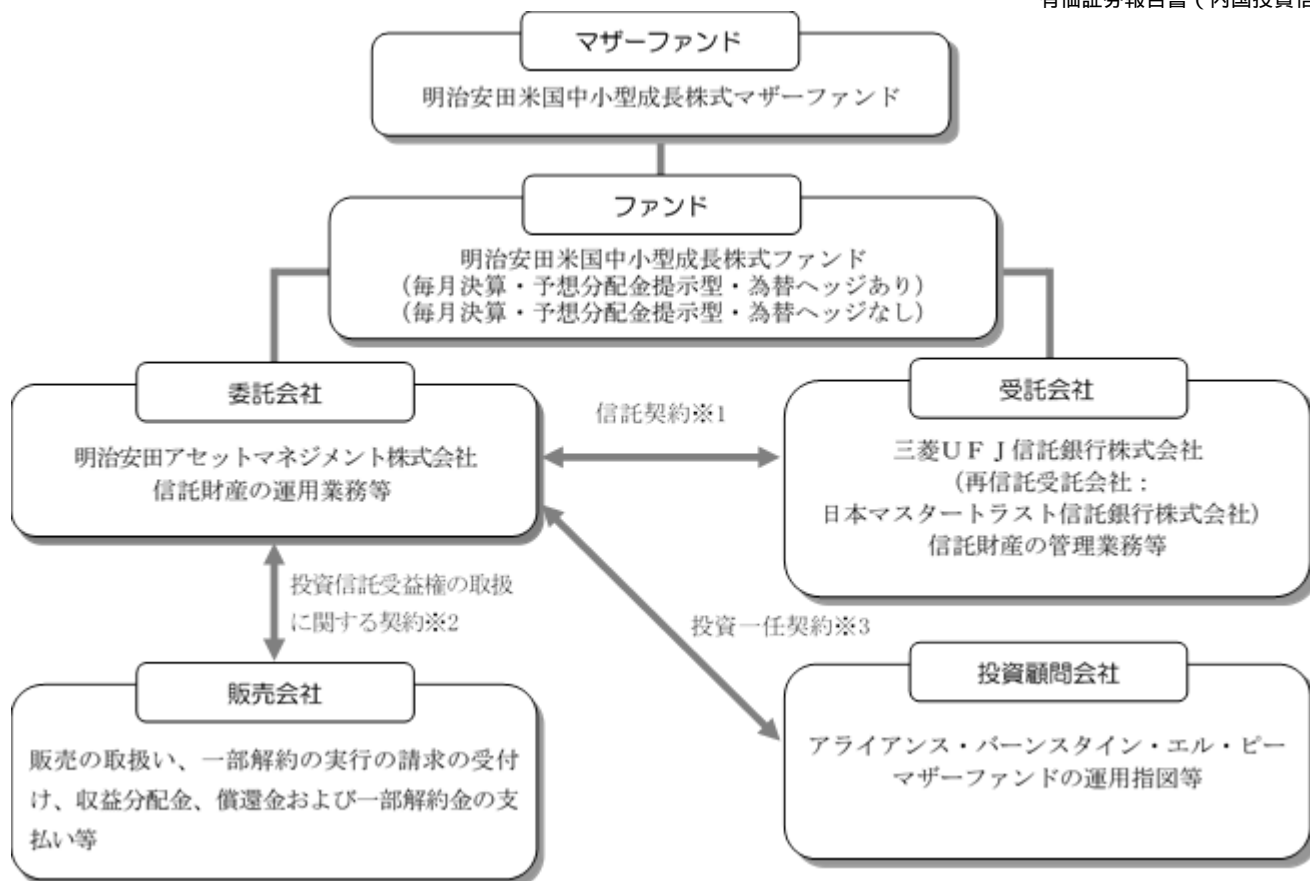 有価証券報告書(内国投資信
マザーファンド
明治安田米国中小型成長株式マザーファンド
ファンド
明治安田米国中小型成長株式ファンド
(毎月決算・予想分配金提示型・為替ヘッジあり)
(毎月決算・予想分配金提示型・為替ヘッジなし)
委託会社
明治安田アセットマネジメント株式会社
信託財産の運用業務等
信託契約※1
受託会社
三菱UFJ信託銀行株式会社
(再信託受託会社:
日本マスタートラスト信託銀行株式会社)
信託財産の管理業務等
投資信託受益権の取扱
に関する契約※2
投資一任契約※3
販売会社
販売の取扱い、一部解約の実行の請求の受付
け、収益分配金、償還金および一部解約金の支
払い等
投資顧問会社
アライアンス・バーンスタイン・エル・ピー
マザーファンドの運用指図等